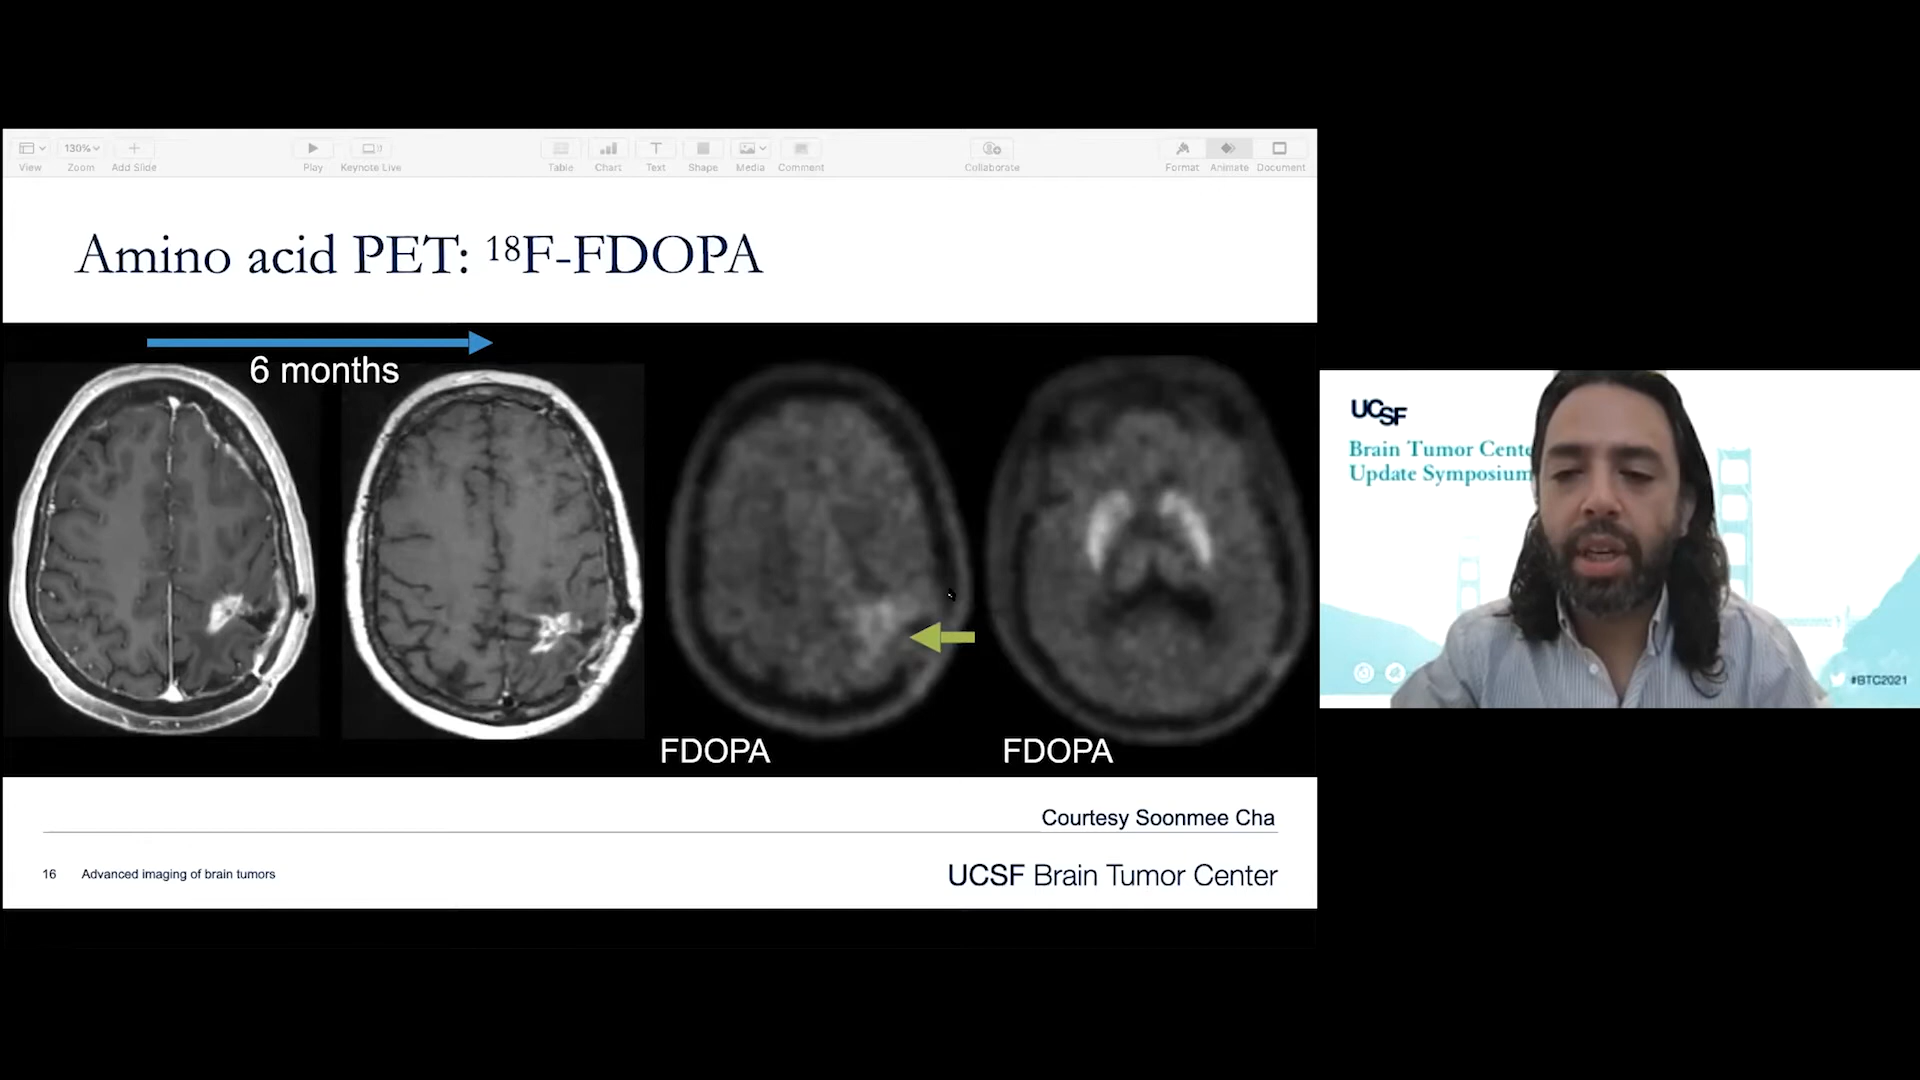 View
130%
Zoom
Add Slide
Play
Keynote Live
Table
Chart
Text
Shape
Media
Comment
Collaborate
Format
Animate
Document
Amino acid PET: ¹⁸F-FDOPA
6 months
FDOPA
FDOPA
Courtesy Soonmee Cha
16 Advanced imaging of brain tumors
UCSF Brain Tumor Center
UCSF
Brain Tumor
Update Symposium
#BTC2021